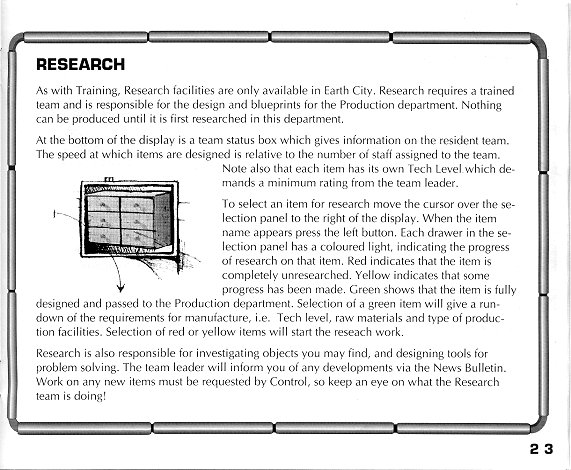 RESEARCH
As with Training, Research facilities are only available in Earth City. Research requires a trained
team and is responsible for the design and blueprints for the Production department. Nothing
can be produced until it is first researched in this department.
At the bottom of the display is a team status box which gives information on the resident team.
The speed at which items are designed is relative to the number of staff assigned to the team.
Note also that each item has its own Tech Level which de-
mands a minimum rating from the team leader.
To select an item for research move the cursor over the se-
lection panel to the right of the display. When the item
name appears press the left button. Each drawer in the se-
lection panel has a coloured light, indicating the progress
of research on that item. Red indicates that the item is
completely unresearched. Yellow indicates that some
progress has been made. Green shows that the item is fully
designed and passed to the Production department. Selection of a green item will give a run-
down of the requirements for manufacture, i.e. Tech level, raw materials and type of produc-
tion facilities. Selection of red or yellow items will start the reseach work.
Research is also responsible for investigating objects you may find, and designing tools for
problem solving. The team leader will inform you of any developments via the News Bulletin.
Work on any new items must be requested by Control, so keep an eye on what the Research
team is doing!
2 3